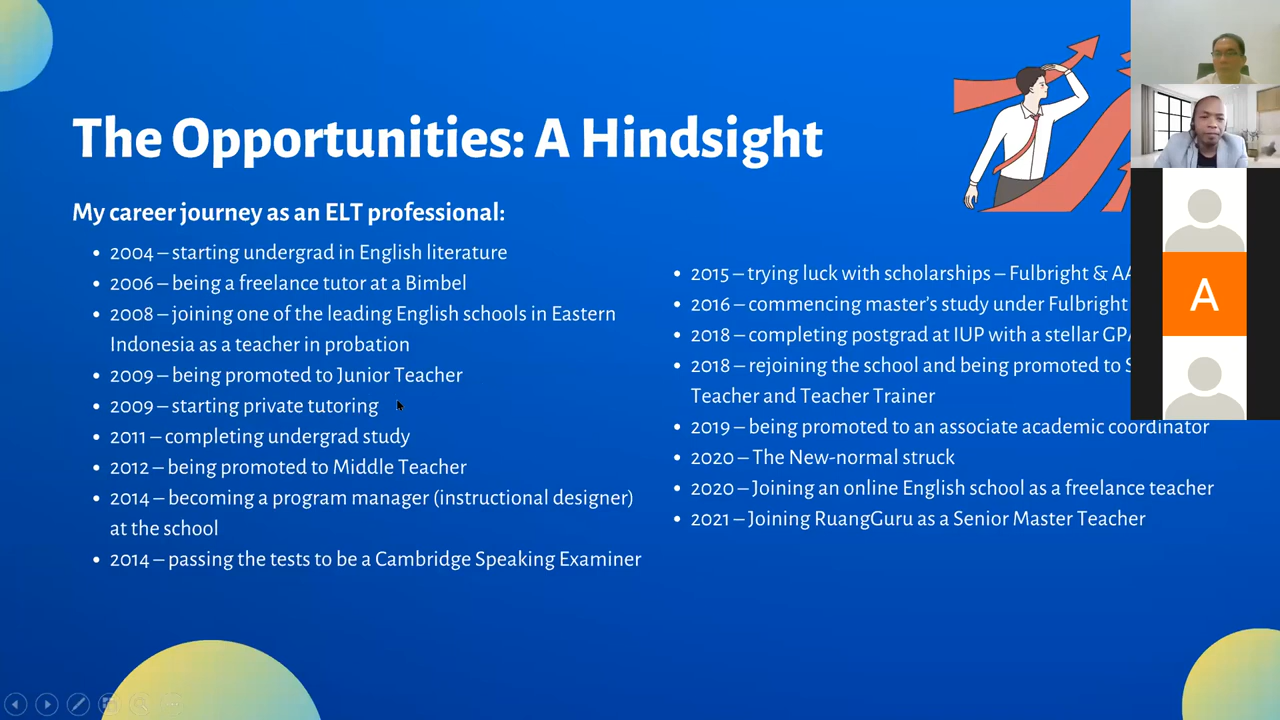 The Opportunities: A Hindsight
My career journey as an ELT professional:
• 2004 – starting undergrad in English literature
• 2006 – being a freelance tutor at a Bimbel
• 2008 – joining one of the leading English schools in Eastern
Indonesia as a teacher in probation
• 2009 – being promoted to Junior Teacher
• 2009 – starting private tutoring
• 2011 – completing undergrad study
• 2012 – being promoted to Middle Teacher
• 2014 – becoming a program manager (instructional designer)
at the school
• 2014 – passing the tests to be a Cambridge Speaking Examiner
• 2015 – trying luck with scholarships – Fulbright &
• 2016 – commencing master's study under Fulbright
• 2018 – completing postgrad at IUP with a stellar
• 2018 – rejoining the school and being promoted to
Teacher and Teacher Trainer
• 2019 – being promoted to an associate academic coordinator
• 2020 – The New-normal struck
• 2020 – Joining an online English school as a freelance teacher
• 2021 – Joining RuangGuru as a Senior Master Teacher
A